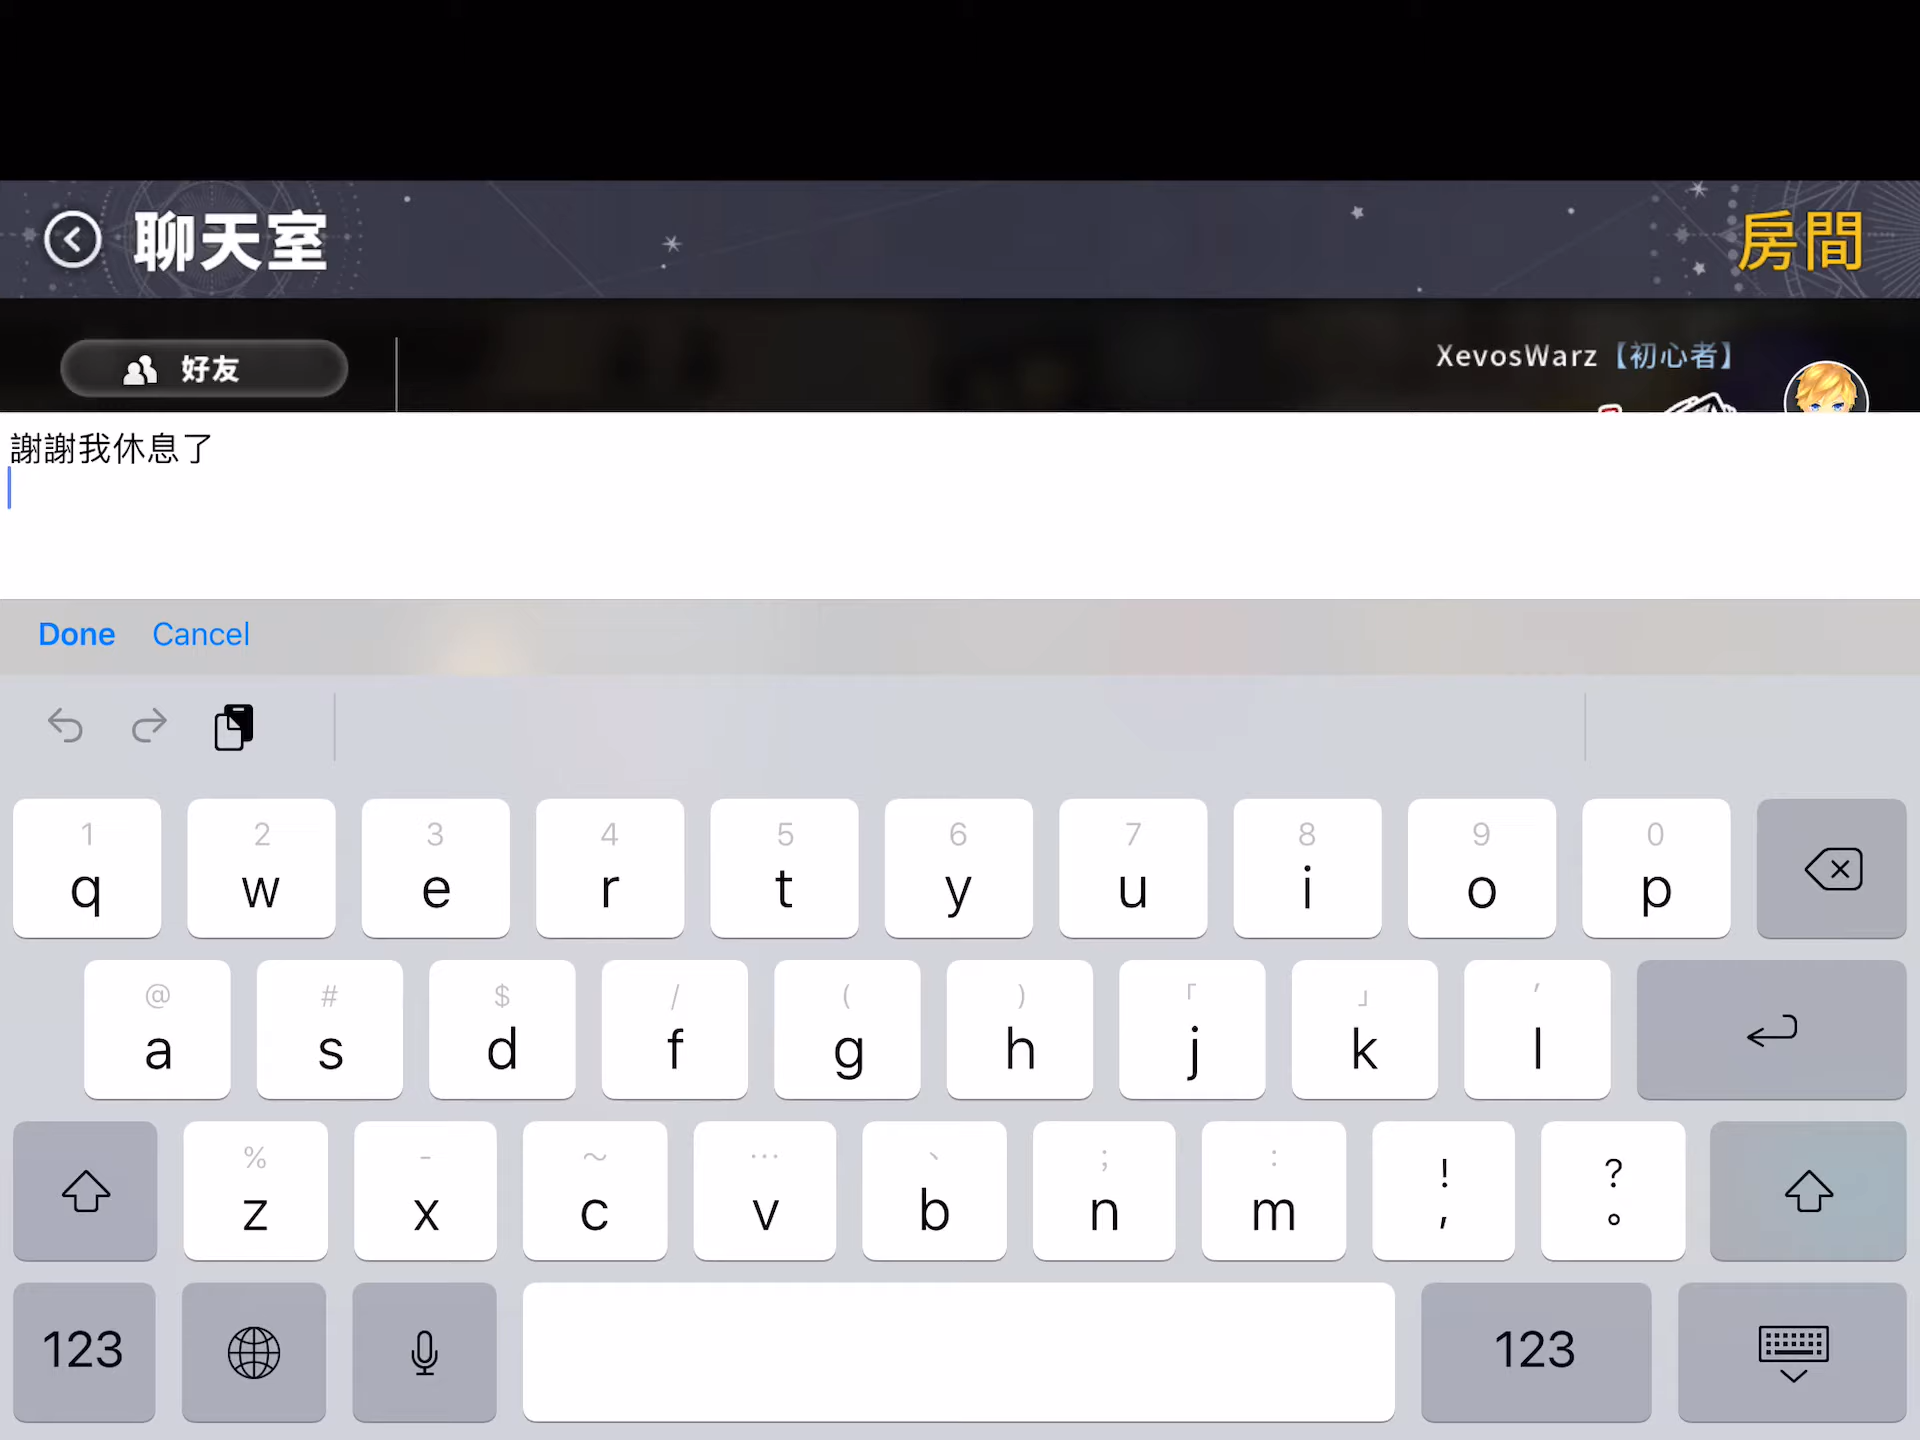 聊天室
房間
好友
XevosWarz【初心者】
謝謝我休息了
Done Cancel
1 2 3 4 5 6 7 8 9 0
q w e r t y u i o p
@ # $ / ( ) 「 」 ′
a s d f g h j k l
% - ～ … 、 ; : ! ?
z x c v b n m , 。
123 123